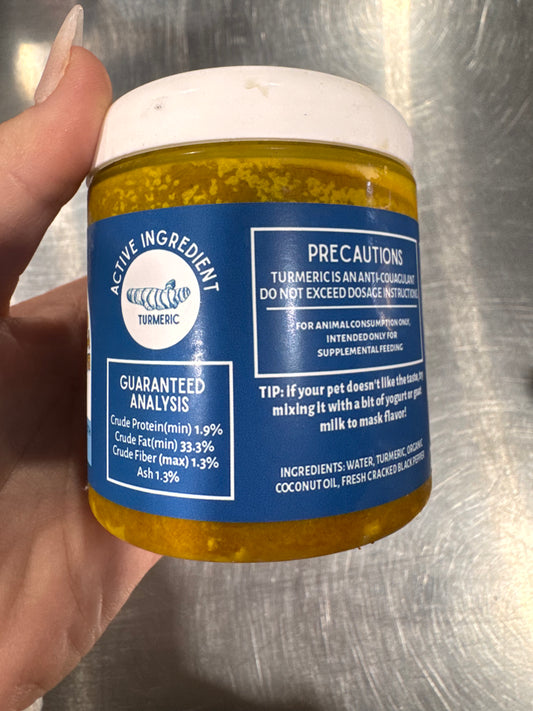 ACTIVE INGREDIENT
TURMERIC
GUARANTEED
ANALYSIS
Crude Protein(min) 1.9%
Crude Fat(min) 33.3%
Crude Fiber (max) 1.3%
Ash 1.3%
PRECAUTIONS
TURMERIC IS AN ANTI-COUAGULANT
DO NOT EXCEED DOSAGE INSTRUCTIONS
FOR ANIMAL CONSUMPTION ONLY,
INTENDED ONLY FOR
SUPPLEMENTAL FEEDING
TIP: if your pet doesn't like the taste, try
mixing it with a bit of yogurt or goat
milk to mask flavor!
INGREDIENTS: WATER, TURMERIC, ORGANIC
COCONUT OIL, FRESH CRACKED BLACK PEPPER